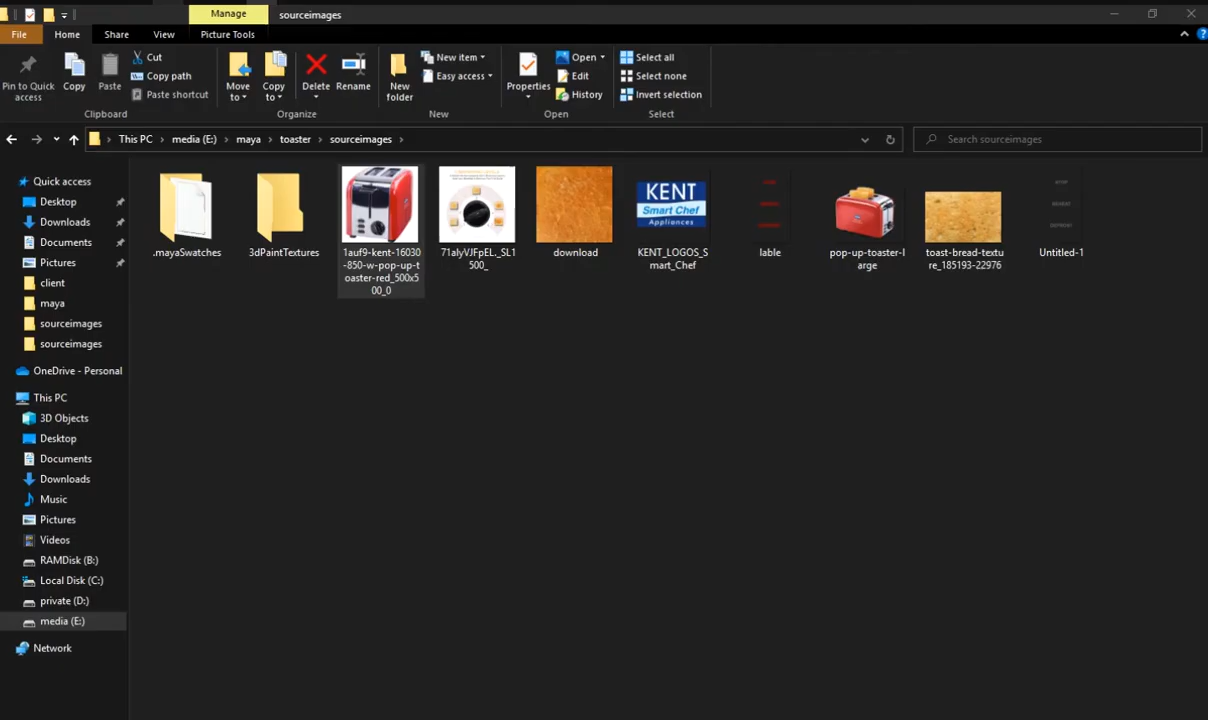 Manage
sourceimages
File
Home
Share
View
Picture Tools
Pin to Quick
access
Copy
Paste
Cut
Copy path
Paste shortcut
Move
to
Copy
to
Delete
Rename
New
folder
New item
Easy access
Properties
Open
Edit
History
Select all
Select none
Invert selection
Clipboard
Organize
New
Open
Select
This PC
media (E:)
maya
toaster
sourceimages
Search sourceimages
Quick access
Desktop
Downloads
Documents
Pictures
client
maya
sourceimages
sourceimages
OneDrive - Personal
This PC
3D Objects
Desktop
Documents
Downloads
Music
Pictures
Videos
RAMDisk (B:)
Local Disk (C:)
private (D:)
media (E:)
Network
.mayaSwatches
3dPaintTextures
1auf9-kent-16030
-850-w-pop-up-t
oaster-red_500x5
00_0
71alyVJFpEL._SL1
500_
download
KENT
Smart Chef
Appliances
KENT_LOGOS_S
mart_Chef
lable
pop-up-toaster-l
arge
toast-bread-textu
re_185193-22976
Untitled-1